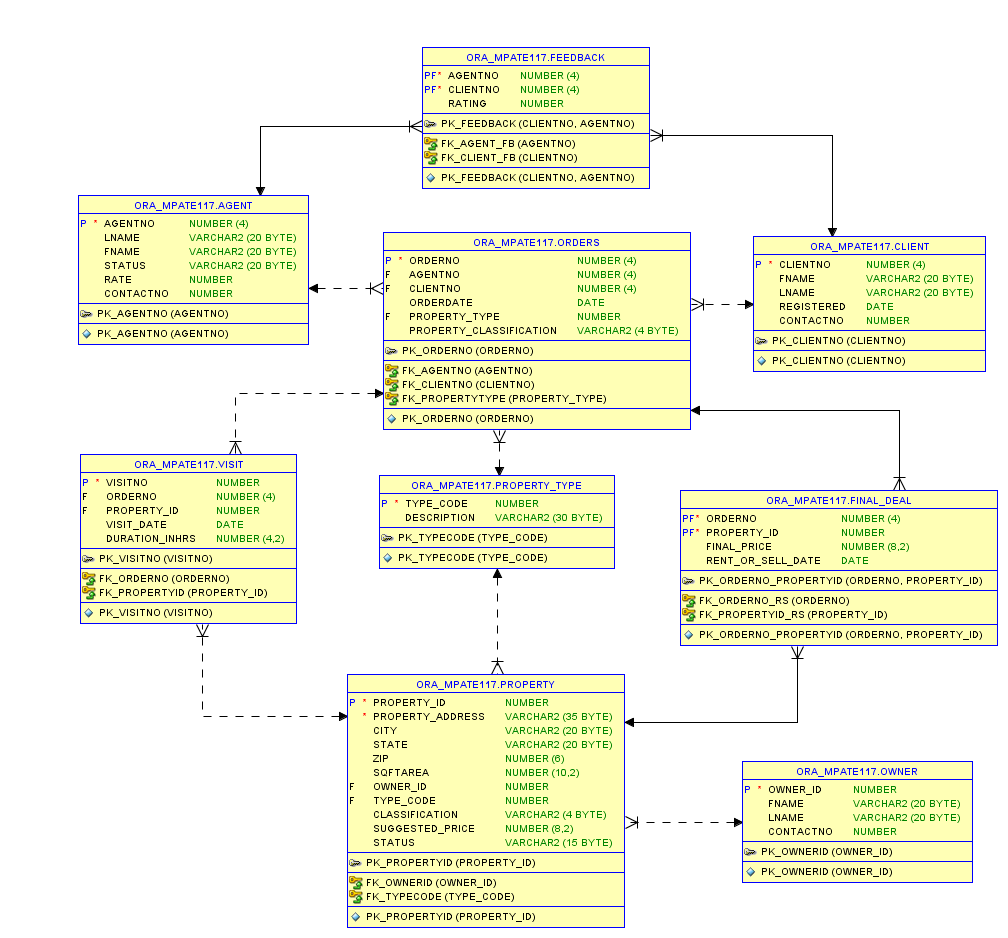 ORA_MPATE117.FEEDBACK
PF* AGENTNO NUMBER (4)
PF* CLIENTNO NUMBER (4)
RATING NUMBER
PK_FEEDBACK (CLIENTNO, AGENTNO)
FK_AGENT_FB (AGENTNO)
FK_CLIENT_FB (CLIENTNO)
PK_FEEDBACK (CLIENTNO, AGENTNO)
ORA_MPATE117.AGENT
P * AGENTNO NUMBER (4)
LNAME VARCHAR2 (20 BYTE)
FNAME VARCHAR2 (20 BYTE)
STATUS VARCHAR2 (20 BYTE)
RATE NUMBER
CONTACTNO NUMBER
PK_AGENTNO (AGENTNO)
PK_AGENTNO (AGENTNO)
ORA_MPATE117.ORDERS
P * ORDERNO NUMBER (4)
F AGENTNO NUMBER (4)
F CLIENTNO NUMBER (4)
ORDERDATE DATE
F PROPERTY_TYPE NUMBER
PROPERTY_CLASSIFICATION VARCHAR2 (4 BYTE)
PK_ORDERNO (ORDERNO)
FK_AGENTNO (AGENTNO)
FK_CLIENTNO (CLIENTNO)
FK_PROPERTYTYPE (PROPERTY_TYPE)
PK_ORDERNO (ORDERNO)
ORA_MPATE117.CLIENT
P * CLIENTNO NUMBER (4)
FNAME VARCHAR2 (20 BYTE)
LNAME VARCHAR2 (20 BYTE)
REGISTERED DATE
CONTACTNO NUMBER
PK_CLIENTNO (CLIENTNO)
PK_CLIENTNO (CLIENTNO)
ORA_MPATE117.VISIT
P * VISITNO NUMBER
F ORDERNO NUMBER (4)
F PROPERTY_ID NUMBER
VISIT_DATE DATE
DURATION_INHRS NUMBER (4,2)
PK_VISITNO (VISITNO)
FK_ORDERNO (ORDERNO)
FK_PROPERTYID (PROPERTY_ID)
PK_VISITNO (VISITNO)
ORA_MPATE117.PROPERTY_TYPE
P * TYPE_CODE NUMBER
DESCRIPTION VARCHAR2 (30 BYTE)
PK_TYPECODE (TYPE_CODE)
PK_TYPECODE (TYPE_CODE)
ORA_MPATE117.FINAL_DEAL
PF* ORDERNO NUMBER (4)
PF* PROPERTY_ID NUMBER
FINAL_PRICE NUMBER (8,2)
RENT_OR_SELL_DATE DATE
PK_ORDERNO_PROPERTYID (ORDERNO, PROPERTY_ID)
FK_ORDERNO_RS (ORDERNO)
FK_PROPERTYID_RS (PROPERTY_ID)
PK_ORDERNO_PROPERTYID (ORDERNO, PROPERTY_ID)
ORA_MPATE117.PROPERTY
P * PROPERTY_ID NUMBER
* PROPERTY_ADDRESS VARCHAR2 (35 BYTE)
CITY VARCHAR2 (20 BYTE)
STATE VARCHAR2 (20 BYTE)
ZIP NUMBER (6)
SQFTAREA NUMBER (10,2)
F OWNER_ID NUMBER
F TYPE_CODE NUMBER
CLASSIFICATION VARCHAR2 (4 BYTE)
SUGGESTED_PRICE NUMBER (8,2)
STATUS VARCHAR2 (15 BYTE)
PK_PROPERTYID (PROPERTY_ID)
FK_OWNERID (OWNER_ID)
FK_TYPECODE (TYPE_CODE)
PK_PROPERTYID (PROPERTY_ID)
ORA_MPATE117.OWNER
P * OWNER_ID NUMBER
FNAME VARCHAR2 (20 BYTE)
LNAME VARCHAR2 (20 BYTE)
CONTACTNO NUMBER
PK_OWNERID (OWNER_ID)
PK_OWNERID (OWNER_ID)